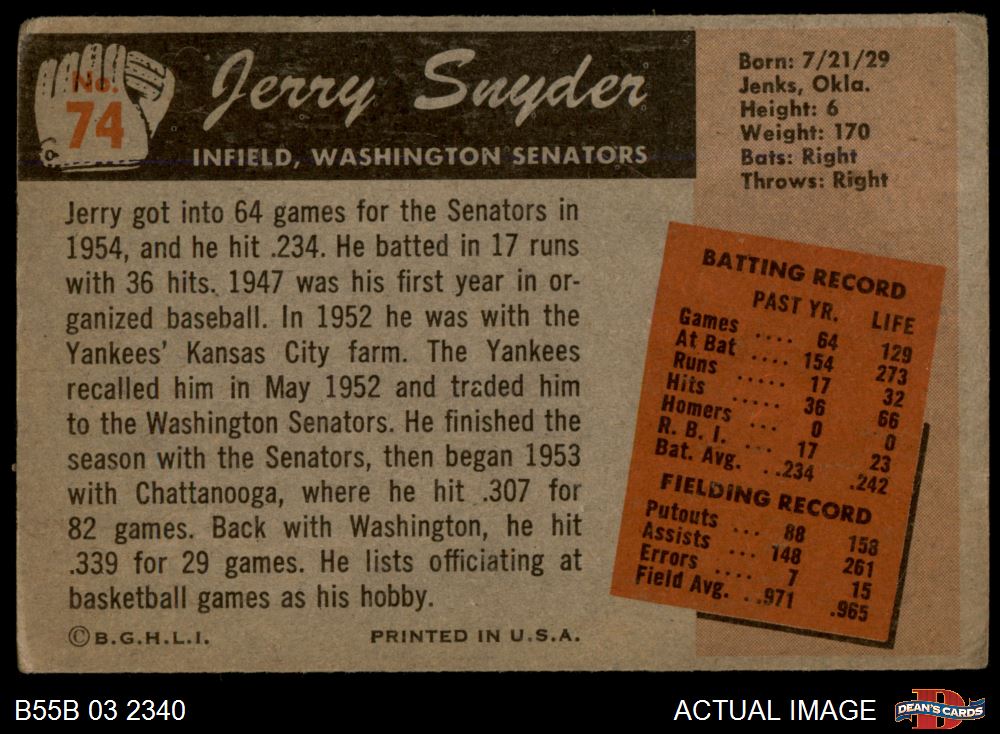 No.
74
Jerry Snyder
INFIELD, WASHINGTON SENATORS
Jerry got into 64 games for the Senators in
1954, and he hit .234. He batted in 17 runs
with 36 hits. 1947 was his first year in or-
ganized baseball. In 1952 he was with the
Yankees' Kansas City farm. The Yankees
recalled him in May 1952 and traded him
to the Washington Senators. He finished the
season with the Senators, then began 1953
with Chattanooga, where he hit .307 for
82 games. Back with Washington, he hit
.339 for 29 games. He lists officiating at
basketball games as his hobby.
©B.G.H.L.I. PRINTED IN U.S.A.
Born: 7/21/29
Jenks, Okla.
Height: 6
Weight: 170
Bats: Right
Throws: Right
BATTING RECORD
PAST YR. LIFE
Games .... 64 129
At Bat .... 154 273
Runs ..... 17 32
Hits ..... 36 66
Homers ... 0 0
R. B. I. ... 17 23
Bat. Avg. ..234 .242
FIELDING RECORD
Putouts ... 88 158
Assists ... 148 261
Errors .... 7 15
Field Avg. ..971 .965
B55B 03 2340
ACTUAL IMAGE
DEAN'S CARDS